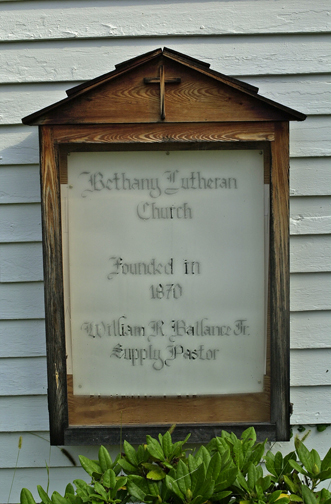 Bethany Lutheran
Church
Founded in
1870
William R. Ballance Jr.
Supply Pastor